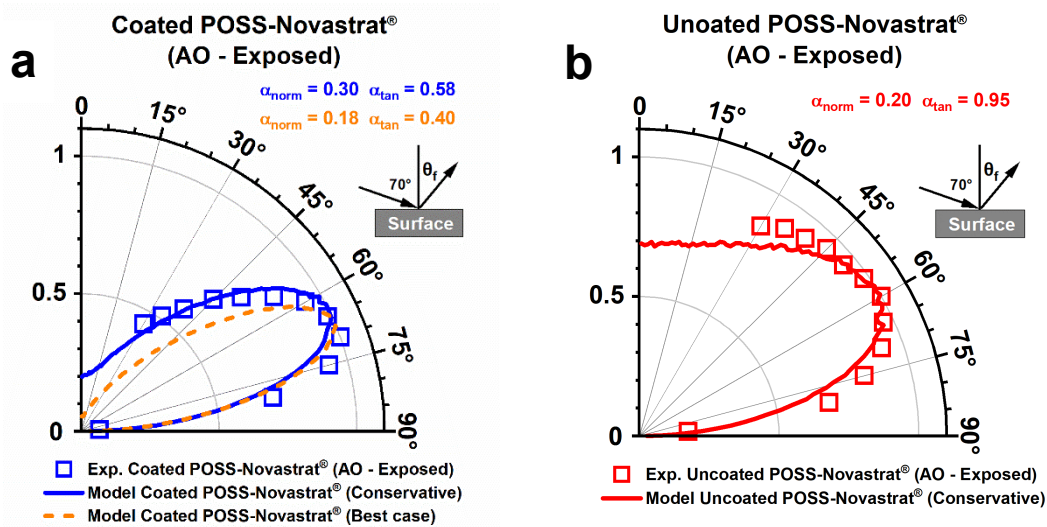 a
Coated POSS-Novastrat®
(AO - Exposed)
αnorm = 0.30 αtan = 0.58
αnorm = 0.18 αtan = 0.40
0
15°
30°
45°
60°
75°
90°
1
0.5
0
70°
θf
Surface
Exp. Coated POSS-Novastrat® (AO - Exposed)
Model Coated POSS-Novastrat® (Conservative)
Model Coated POSS-Novastrat® (Best case)
b
Unoated POSS-Novastrat®
(AO - Exposed)
αnorm = 0.20 αtan = 0.95
0
15°
30°
45°
60°
75°
90°
1
0.5
0
70°
θf
Surface
Exp. Uncoated POSS-Novastrat® (AO - Exposed)
Model Uncoated POSS-Novastrat® (Conservative)